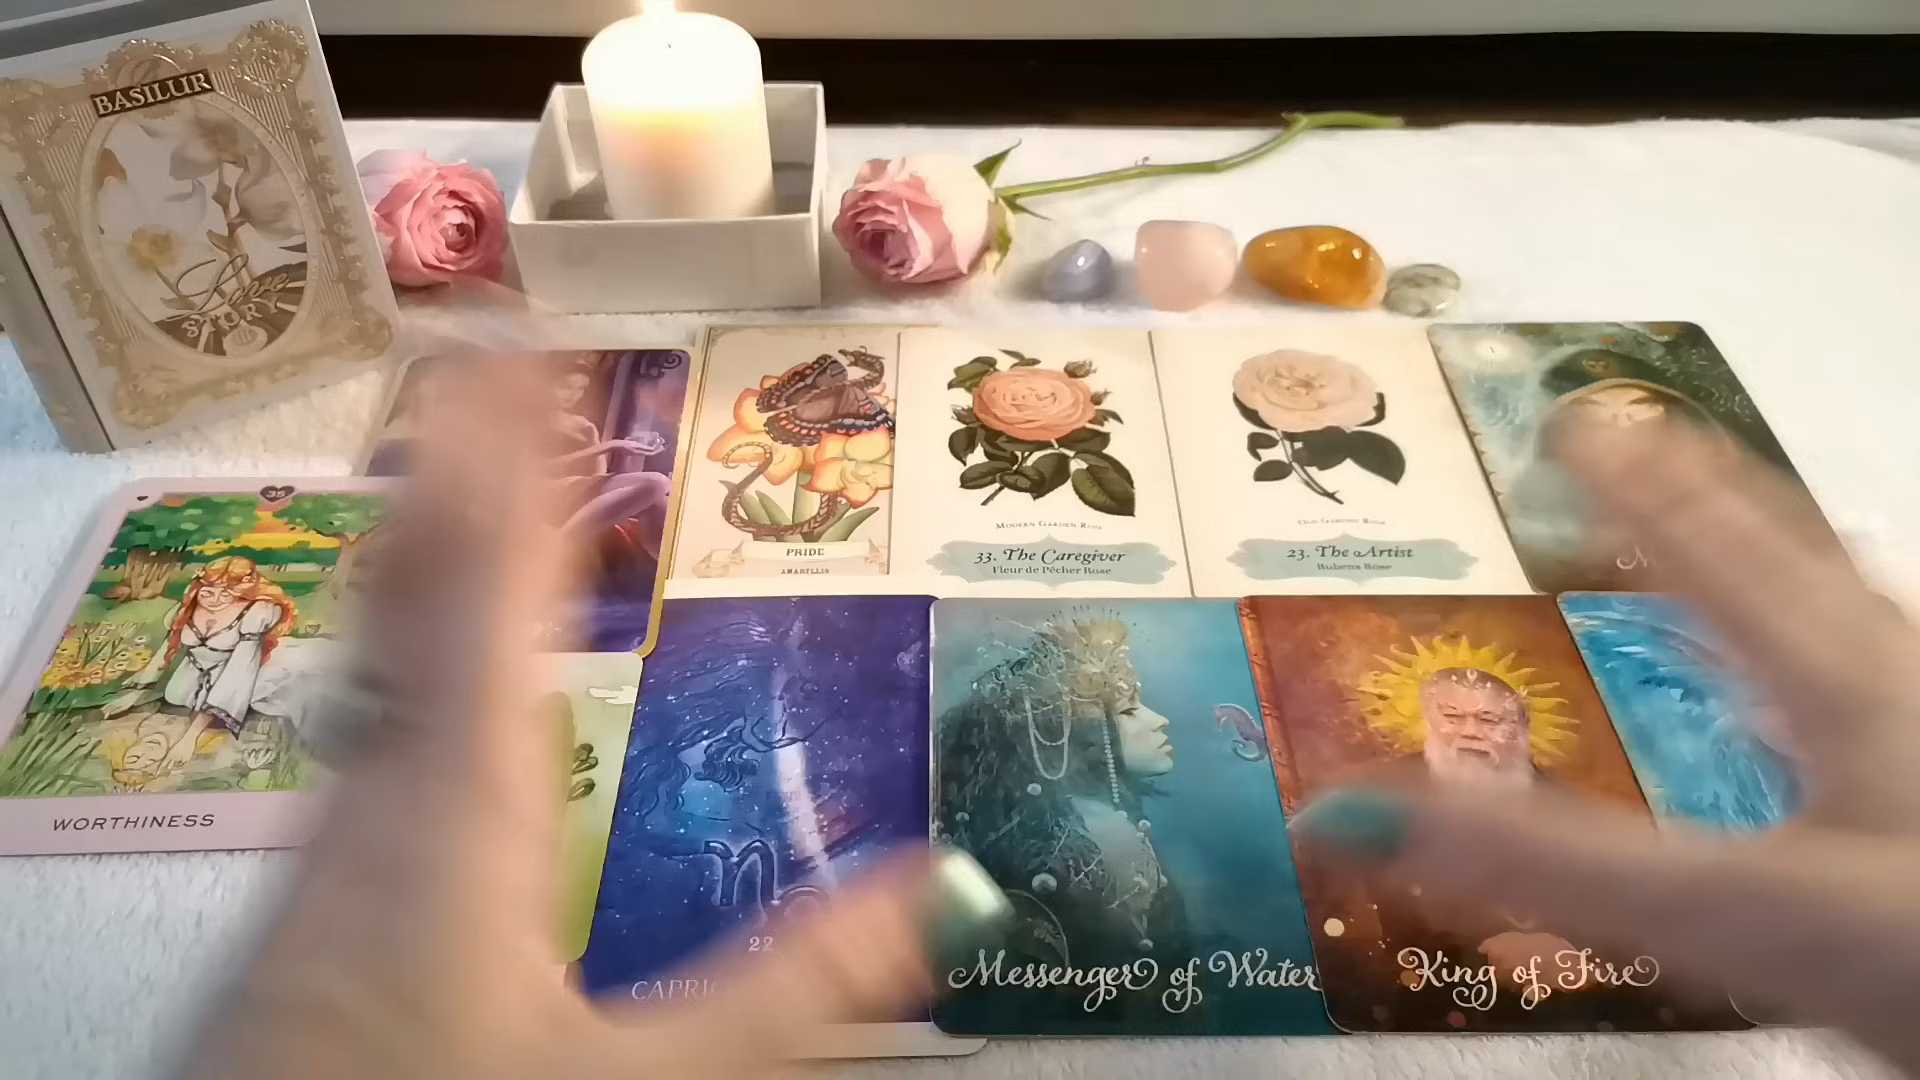 BASILUR
Love
STORY
35
PRIDE
AMARYLLIS
MODERN GARDEN ROSE
33. The Caregiver
Fleur de Pêcher Rose
OLD GARDEN ROSE
23. The Artist
Rubens Rose
M
WORTHINESS
22
CAPRIC
Messenger of Water
King of Fire